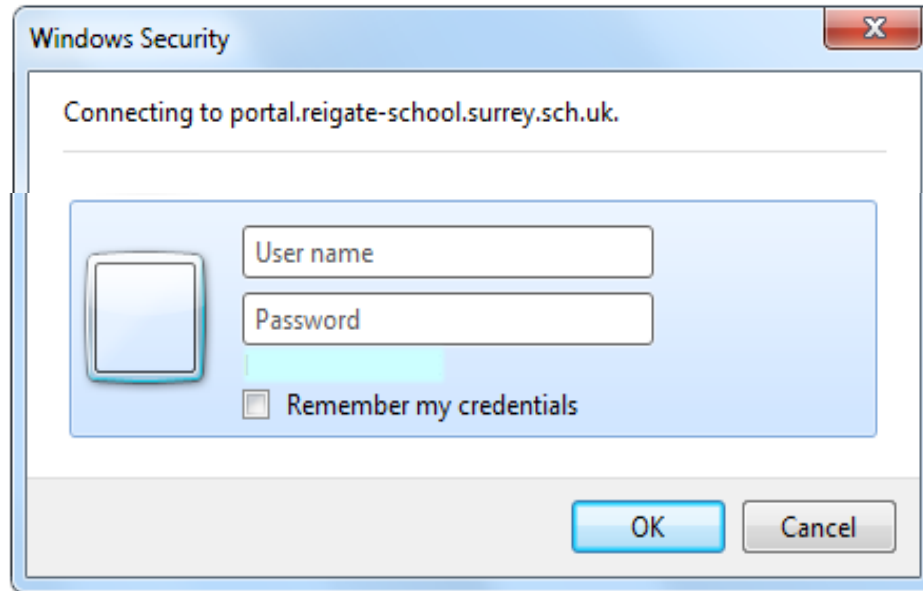 Windows Security
Connecting to portal.reigate-school.surrey.sch.uk.
User name
Password
Remember my credentials
OK Cancel